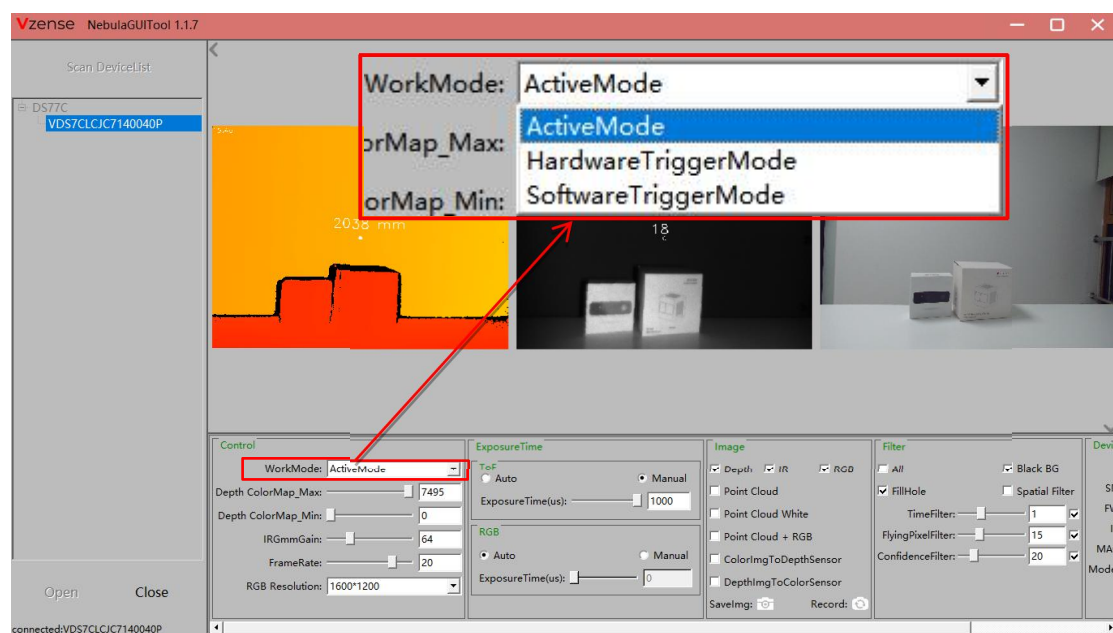 Vzense NebulaGUITool 1.1.7
Scan DeviceList
DS77C
VDS7CLCJC7140040P
WorkMode: ActiveMode
ActiveMode
HardwareTriggerMode
SoftwareTriggerMode
orMap_Max:
orMap_Min:
2038 mm
18
Control
WorkMode: ActiveMode
Depth ColorMap_Max: 7495
Depth ColorMap_Min: 0
IRGmmGain: 64
FrameRate: 20
RGB Resolution: 1600*1200
ExposureTime
ToF
Auto Manual
ExposureTime(us): 1000
RGB
Auto Manual
ExposureTime(us): 0
Image
Depth IR RGB
Point Cloud
Point Cloud White
Point Cloud + RGB
ColorImgToDepthSensor
DepthImgToColorSensor
SaveImg: Record:
Filter
All Black BG
FillHole Spatial Filter
TimeFilter: 1
FlyingPixelFilter: 15
ConfidenceFilter: 20
Devi
MA
Mode
Open Close
connected:VDS7CLCJC7140040P